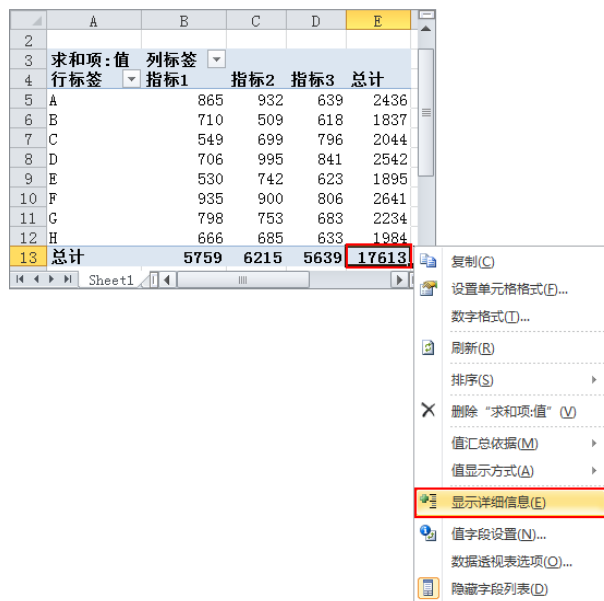 A B C D E
2
3 求和项:值 列标签
4 行标签 指标1 指标2 指标3 总计
5 A 865 932 639 2436
6 B 710 509 618 1837
7 C 549 699 796 2044
8 D 706 995 841 2542
9 E 530 742 623 1895
10 F 935 900 806 2641
11 G 798 753 683 2234
12 H 666 685 633 1984
13 总计 5759 6215 5639 17613
Sheet1
复制(C)
设置单元格格式(F)...
数字格式(T)...
刷新(R)
排序(S)
删除“求和项:值”(V)
值汇总依据(M)
值显示方式(A)
显示详细信息(E)
值字段设置(N)...
数据透视表选项(O)...
隐藏字段列表(D)